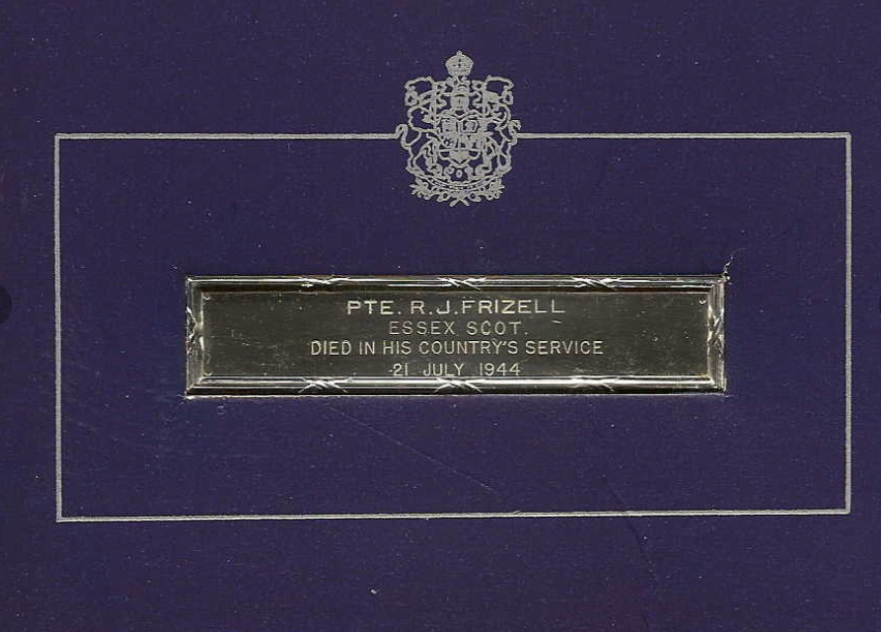 PTE. R.J. FRIZELL
ESSEX SCOT.
DIED IN HIS COUNTRY'S SERVICE
21 JULY 1944